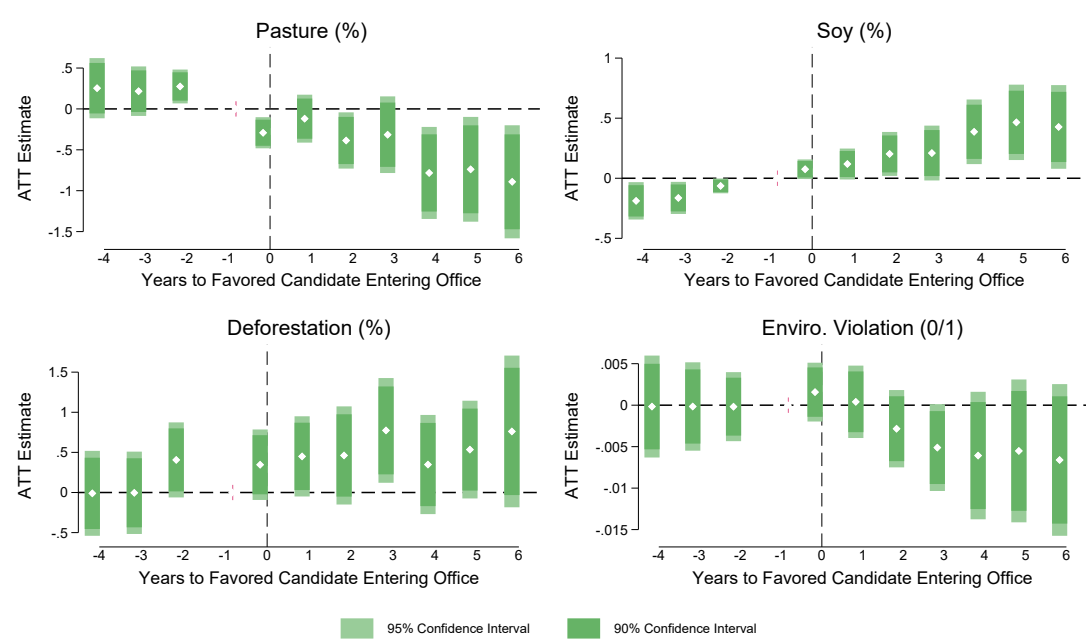 Pasture (%)
ATT Estimate
.5
0
-.5
-1
-1.5
-4 -3 -2 -1 0 1 2 3 4 5 6
Years to Favored Candidate Entering Office
Soy (%)
ATT Estimate
1
.5
0
-.5
-4 -3 -2 -1 0 1 2 3 4 5 6
Years to Favored Candidate Entering Office
Deforestation (%)
ATT Estimate
1.5
1
.5
0
-.5
-4 -3 -2 -1 0 1 2 3 4 5 6
Years to Favored Candidate Entering Office
Enviro. Violation (0/1)
ATT Estimate
.005
0
-.005
-.01
-.015
-4 -3 -2 -1 0 1 2 3 4 5 6
Years to Favored Candidate Entering Office
95% Confidence Interval 90% Confidence Interval